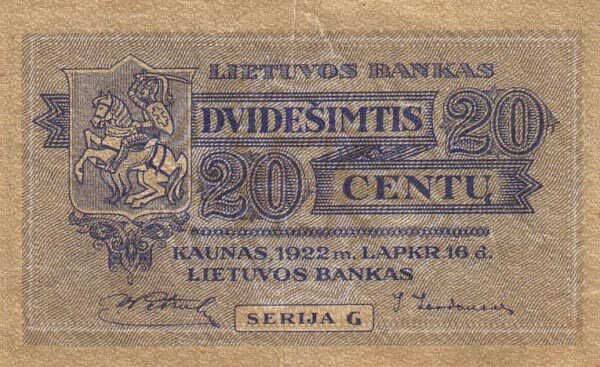 LIETUVOS BANKAS
DVIDEŠIMTIS 20
20 CENTŲ
KAUNAS, 1922 m. LAPKR. 16 d.
LIETUVOS BANKAS
SERIJA G